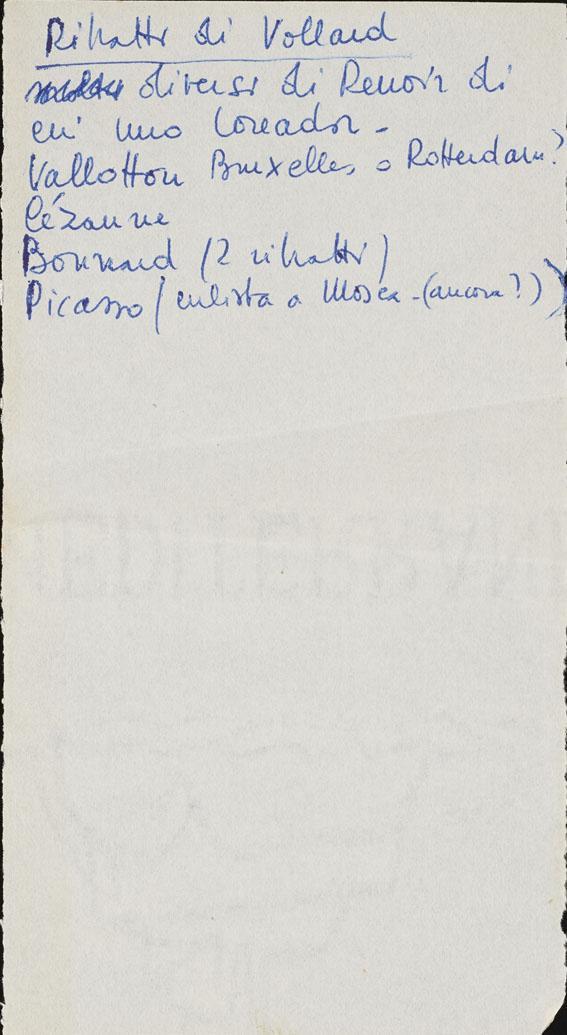 Ritratti di Vollard
diversi di Renoir di
cui uno toreador -
Vallotton Bruxelles o Rotterdam?
Cézanne
Bonnard (2 ritratti)
Picasso (cubista a Mosca - (ancora?))